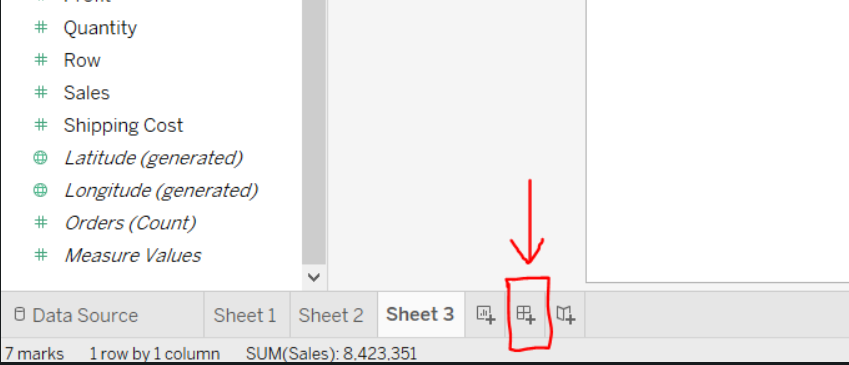 Profit
Quantity
Row
Sales
Shipping Cost
Latitude (generated)
Longitude (generated)
Orders (Count)
Measure Values
Data Source Sheet 1 Sheet 2 Sheet 3
7 marks 1 row by 1 column SUM(Sales): 8,423,351